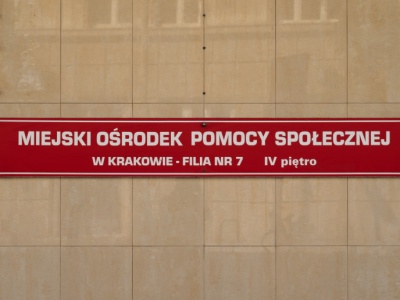 MIEJSKI OŚRODEK POMOCY SPOŁECZNEJ
W KRAKOWIE - FILIA NR 7 IV piętro